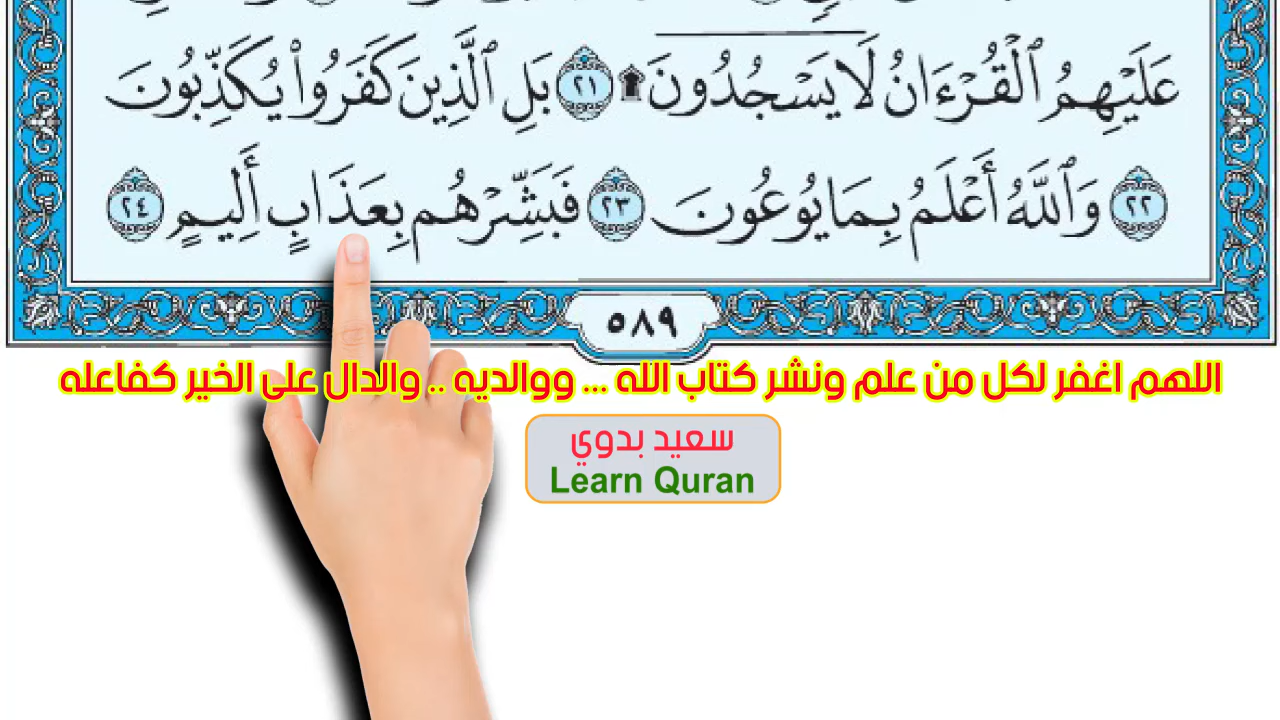 عَلَيْهِمُ ٱلْقُرْءَانُ لَا يَسْجُدُونَ ۩ ٢١ بَلِ ٱلَّذِينَ كَفَرُوا۟ يُكَذِّبُونَ
٢٢ وَٱللَّهُ أَعْلَمُ بِمَا يُوعُونَ ٢٣ فَبَشِّرْهُم بِعَذَابٍ أَلِيمٍ ٢٤
٥٨٩
اللهم اغفر لكل من علم ونشر كتاب الله ... ووالديه .. والدال على الخير كفاعله
سعيد بدوي
Learn Quran